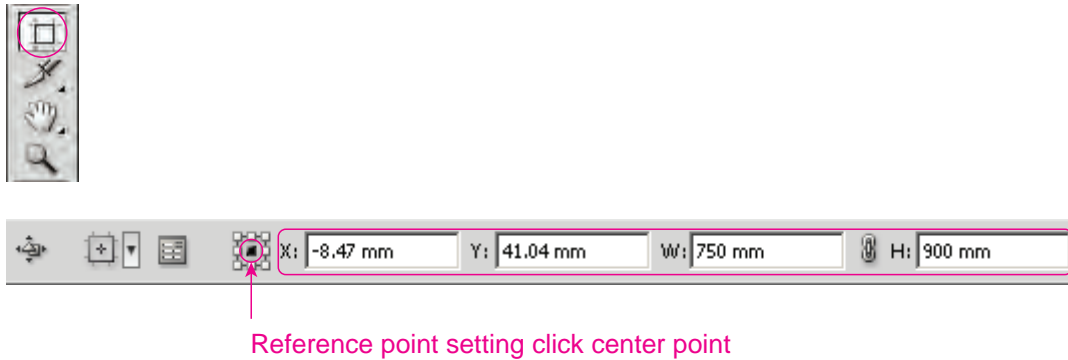 X: -8.47 mm Y: 41.04 mm W: 750 mm H: 900 mm
Reference point setting click center point